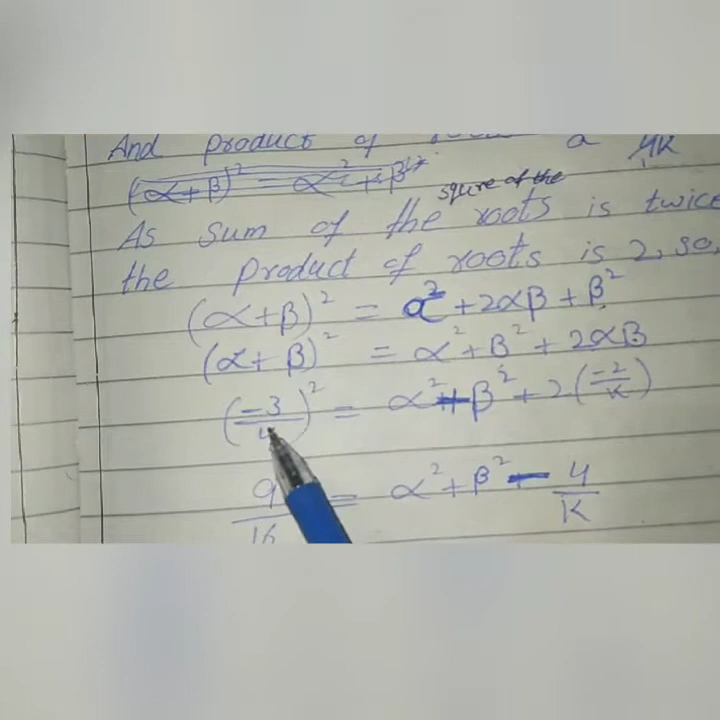 And product of a 4K
(α+β)² = α² + β²
squre of the
As sum of the roots is twice
the product of roots is 2, so,
(α+β)² = α² + 2αβ + β²
(α+β)² = α² + β² + 2αβ
(-3/4)² = α² + β² + 2(-2/K)
9/16 = α² + β² - 4/K